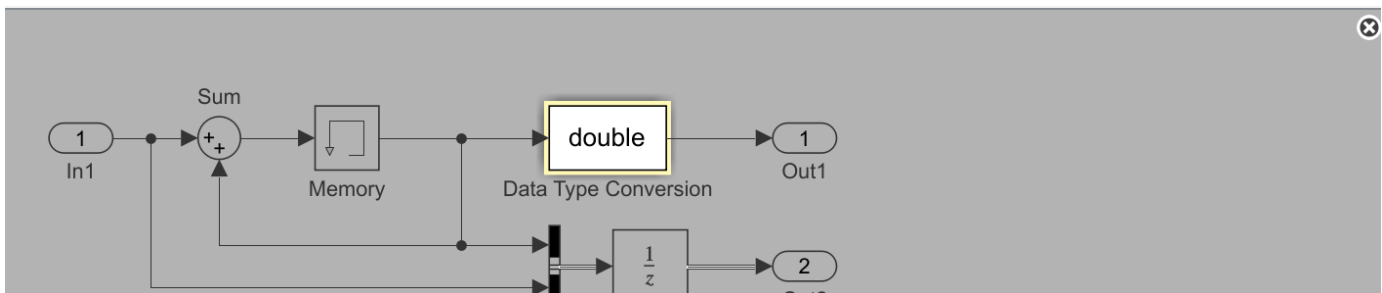 Sum
1
+
+
double
1
In1
Memory
Data Type Conversion
Out1
1
z
2